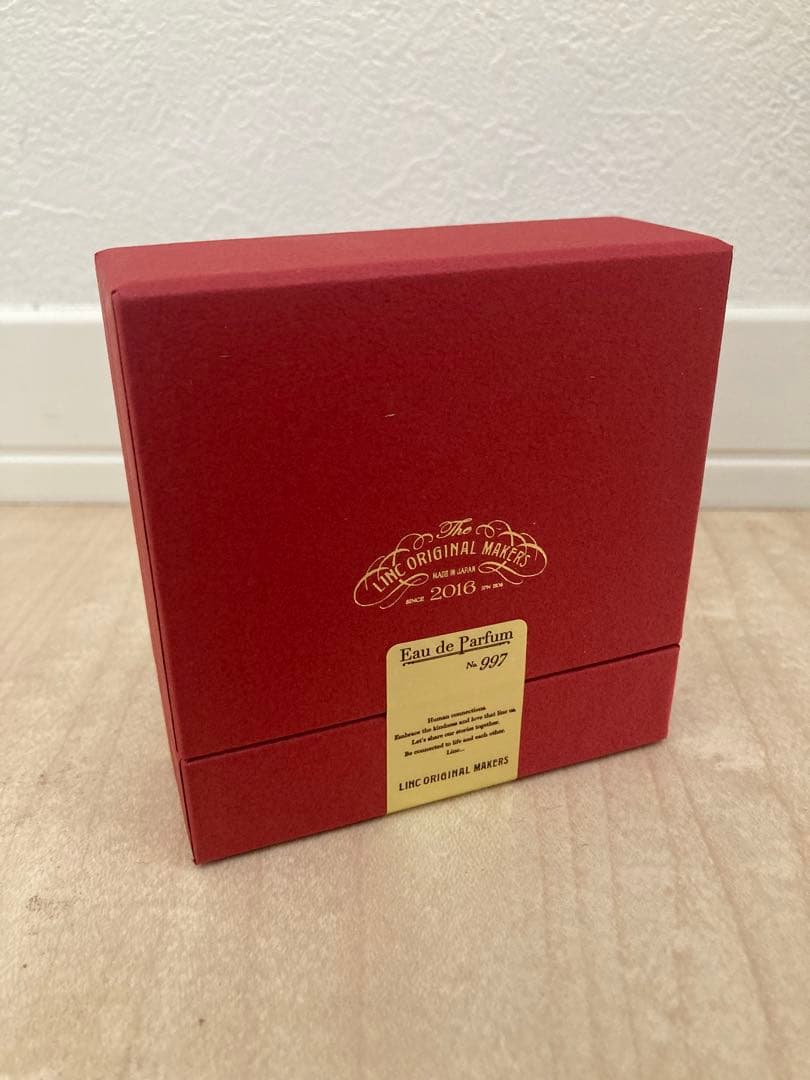 The
LINC ORIGINAL MAKERS
MADE IN JAPAN
SINCE 2016
Eau de Parfum
No. 997
Human connections.
Embrace the kindness and love that linc us.
Let's share our stories together.
Be connected to life and each other.
Linc...
LINC ORIGINAL MAKERS